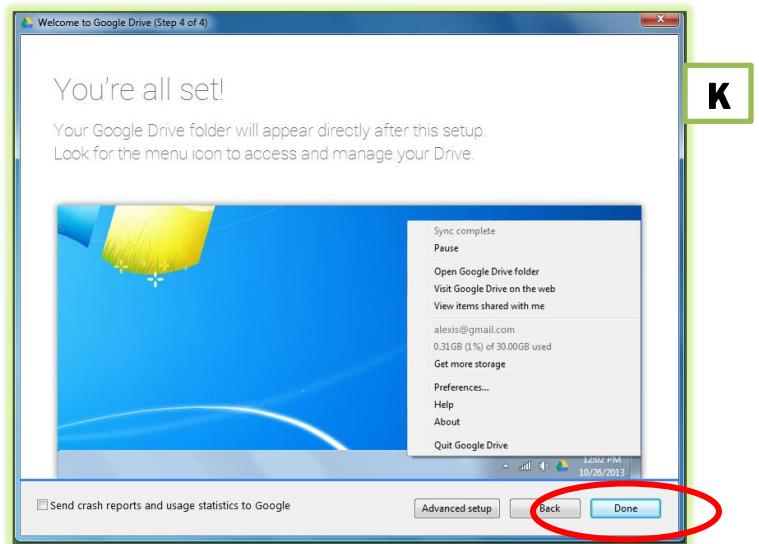 Welcome to Google Drive (Step 4 of 4)
You're all set!
K
Your Google Drive folder will appear directly after this setup.
Look for the menu icon to access and manage your Drive.
Sync complete
Pause
Open Google Drive folder
Visit Google Drive on the web
View items shared with me
alexis@gmail.com
0.31GB (1%) of 30.00GB used
Get more storage
Preferences...
Help
About
Quit Google Drive
12:02 PM
10/26/2013
Send crash reports and usage statistics to Google
Advanced setup Back Done